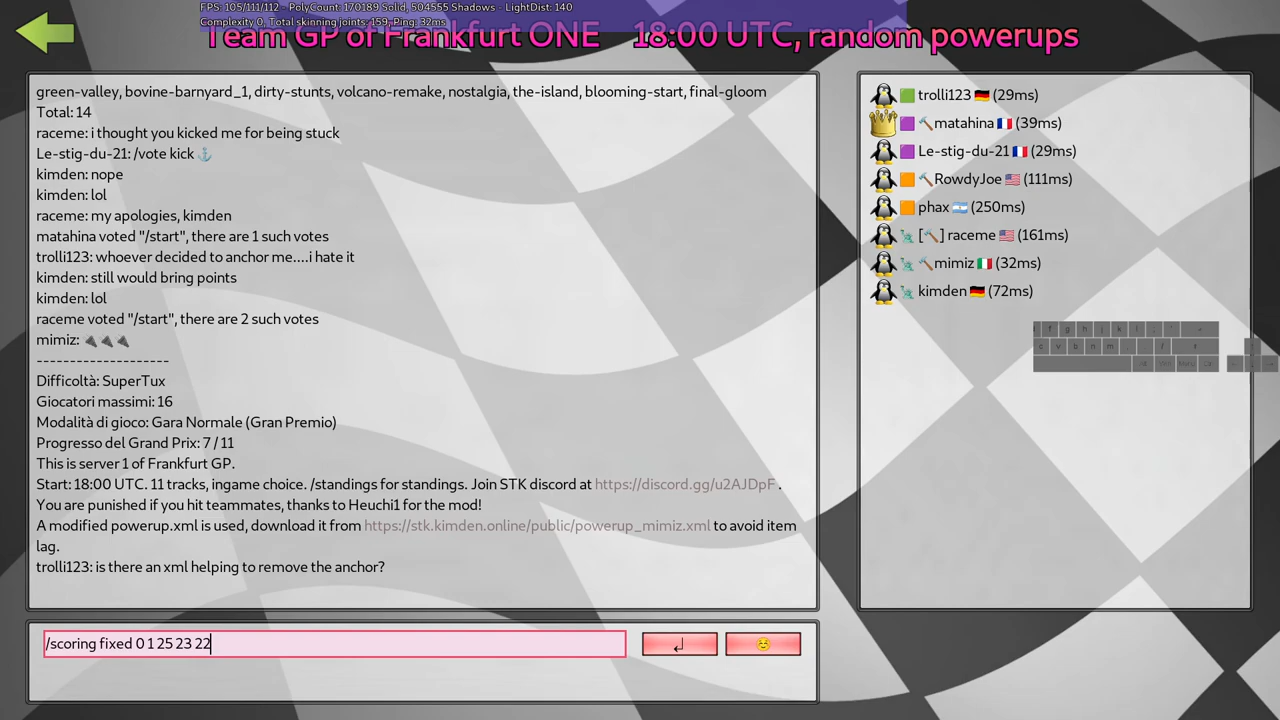 FPS: 105/111/112 - PolyCount: 170189 Solid, 504555 Shadows - LightDist: 140
Complexity 0, Total skinning joints: 159, Ping: 32ms
Team GP of Frankfurt ONE 18:00 UTC, random powerups
green-valley, bovine-barnyard_1, dirty-stunts, volcano-remake, nostalgia, the-island, blooming-start, final-gloom
Total: 14
raceme: i thought you kicked me for being stuck
Le-stig-du-21: /vote kick ⚓
kimden: nope
kimden: lol
raceme: my apologies, kimden
matahina voted "/start", there are 1 such votes
trolli123: whoever decided to anchor me....i hate it
kimden: still would bring points
kimden: lol
raceme voted "/start", there are 2 such votes
mimiz: 🔌🔌🔌
--------------------
Difficoltà: SuperTux
Giocatori massimi: 16
Modalità di gioco: Gara Normale (Gran Premio)
Progresso del Grand Prix: 7 / 11
This is server 1 of Frankfurt GP.
Start: 18:00 UTC. 11 tracks, ingame choice. /standings for standings. Join STK discord at https://discord.gg/u2AJDpF .
You are punished if you hit teammates, thanks to Heuchi1 for the mod!
A modified powerup.xml is used, download it from https://stk.kimden.online/public/powerup_mimiz.xml to avoid item
lag.
trolli123: is there an xml helping to remove the anchor?
/scoring fixed 0 1 25 23 22
🟩 trolli123 🇩🇪 (29ms)
🟪 🔨matahina 🇫🇷 (39ms)
🟪 Le-stig-du-21 🇫🇷 (29ms)
🟧 🔨RowdyJoe 🇺🇸 (111ms)
🟧 phax 🇦🇷 (250ms)
🗽 [🔨] raceme 🇺🇸 (161ms)
🗽 🔨mimiz 🇮🇹 (32ms)
🗽 kimden 🇩🇪 (72ms)
f g h j k l
c v b n m